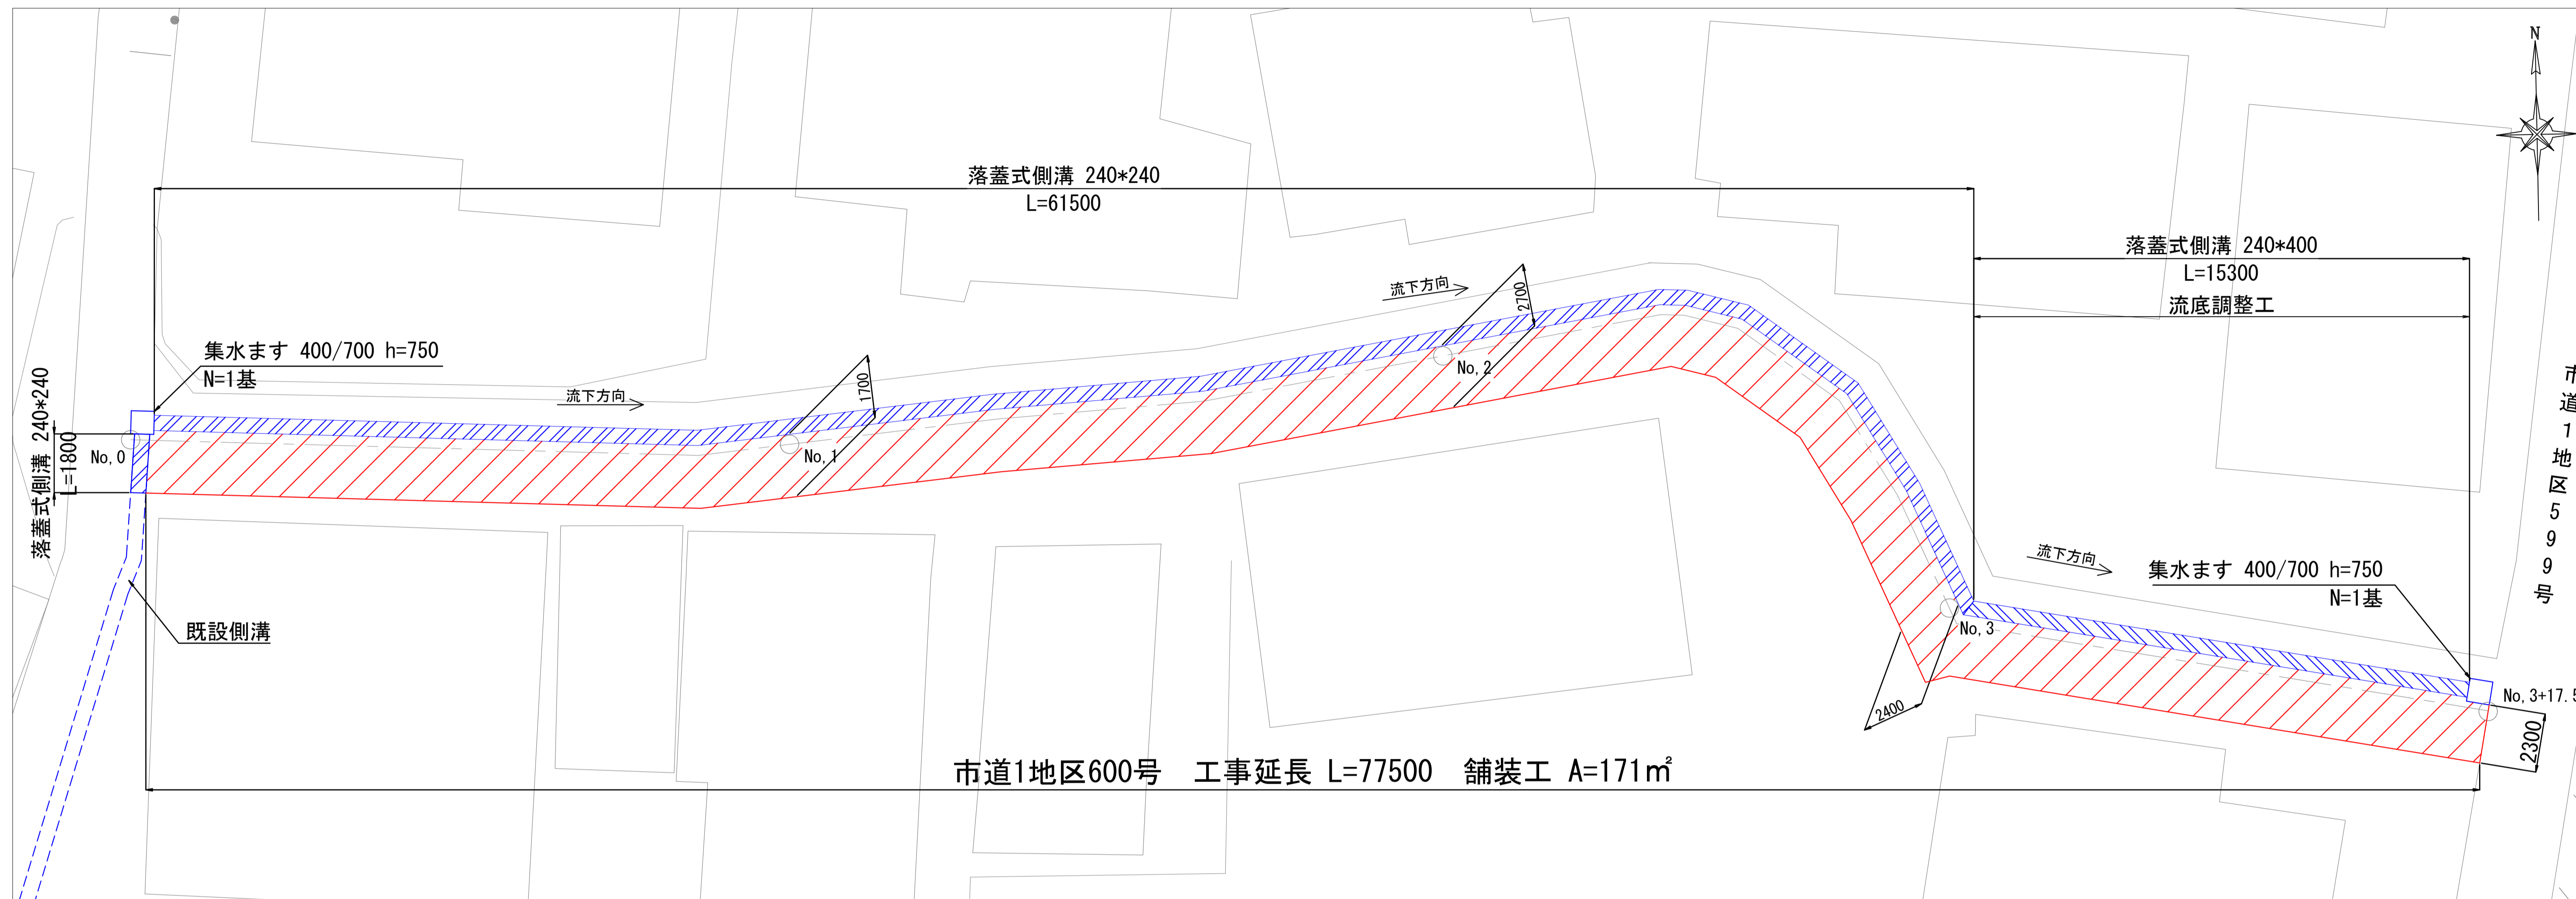 N
落蓋式側溝 240*240
L=61500
落蓋式側溝 240*400
L=15300
流底調整工
流下方向
2700
集水ます 400/700 h=750
N=1基
流下方向
1700
No,2
市道1地区599号
落蓋式側溝 240*240
L=1800
No,0
No,1
流下方向
集水ます 400/700 h=750
N=1基
既設側溝
No,3
No,3+17.5
2400
2300
市道1地区600号 工事延長 L=77500 舗装工 A=171㎡